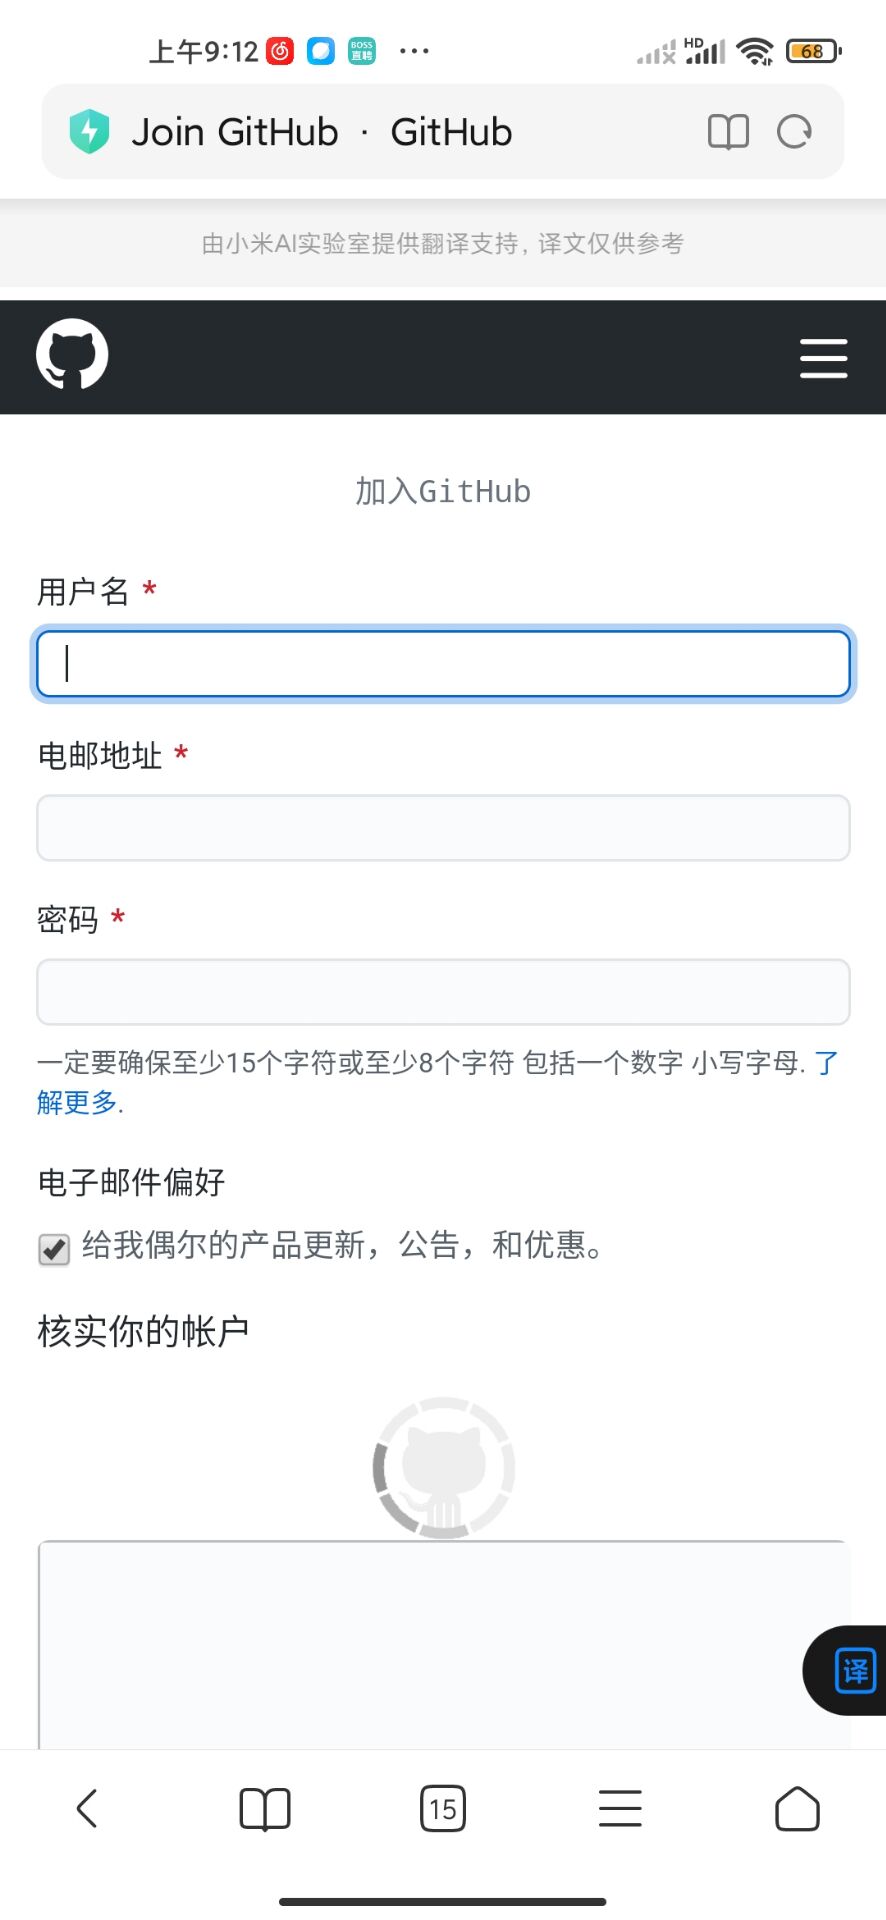 上午9:12 BOSS直聘 ··· HD 68
Join GitHub · GitHub
由小米AI实验室提供翻译支持, 译文仅供参考
加入GitHub
用户名 *
电邮地址 *
密码 *
一定要确保至少15个字符或至少8个字符 包括一个数字 小写字母. 了
解更多.
电子邮件偏好
给我偶尔的产品更新，公告，和优惠。
核实你的帐户
译
15